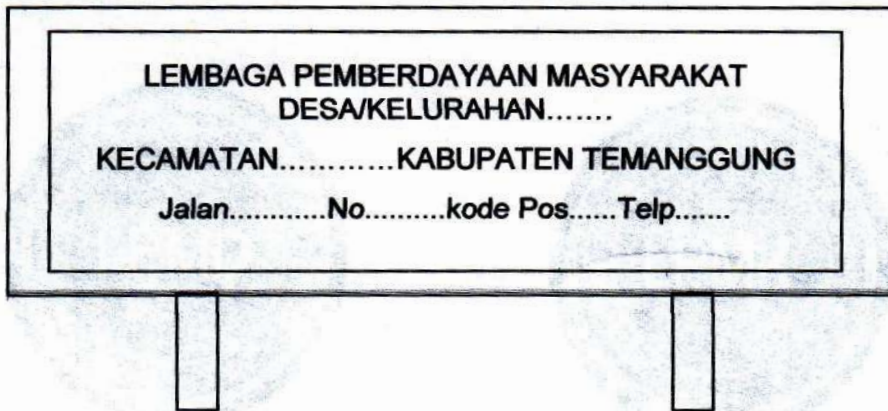 LEMBAGA PEMBERDAYAAN MASYARAKAT
DESA/KELURAHAN.......
KECAMATAN............KABUPATEN TEMANGGUNG
Jalan............No..........kode Pos......Telp.......